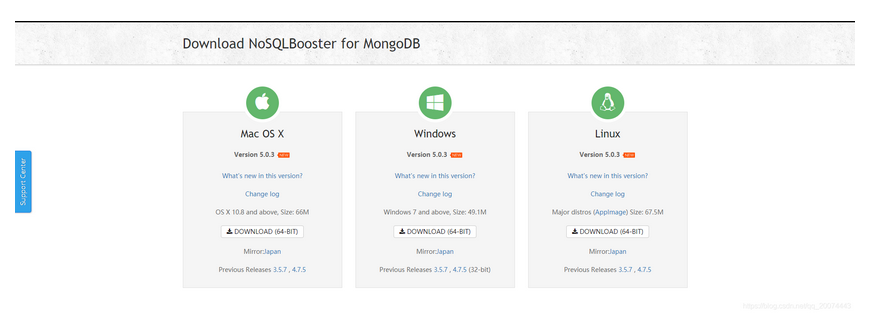 Download NoSQLBooster for MongoDB
Support Center
Mac OS X
Version 5.0.3 NEW
What's new in this version?
Change log
OS X 10.8 and above, Size: 66M
DOWNLOAD (64-BIT)
Mirror:Japan
Previous Releases 3.5.7 , 4.7.5
Windows
Version 5.0.3 NEW
What's new in this version?
Change log
Windows 7 and above, Size: 49.1M
DOWNLOAD (64-BIT)
Mirror:Japan
Previous Releases 3.5.7 , 4.7.5 (32-bit)
Linux
Version 5.0.3 NEW
What's new in this version?
Change log
Major distros (AppImage) Size: 67.5M
DOWNLOAD (64-BIT)
Mirror:Japan
Previous Releases 3.5.7 , 4.7.5